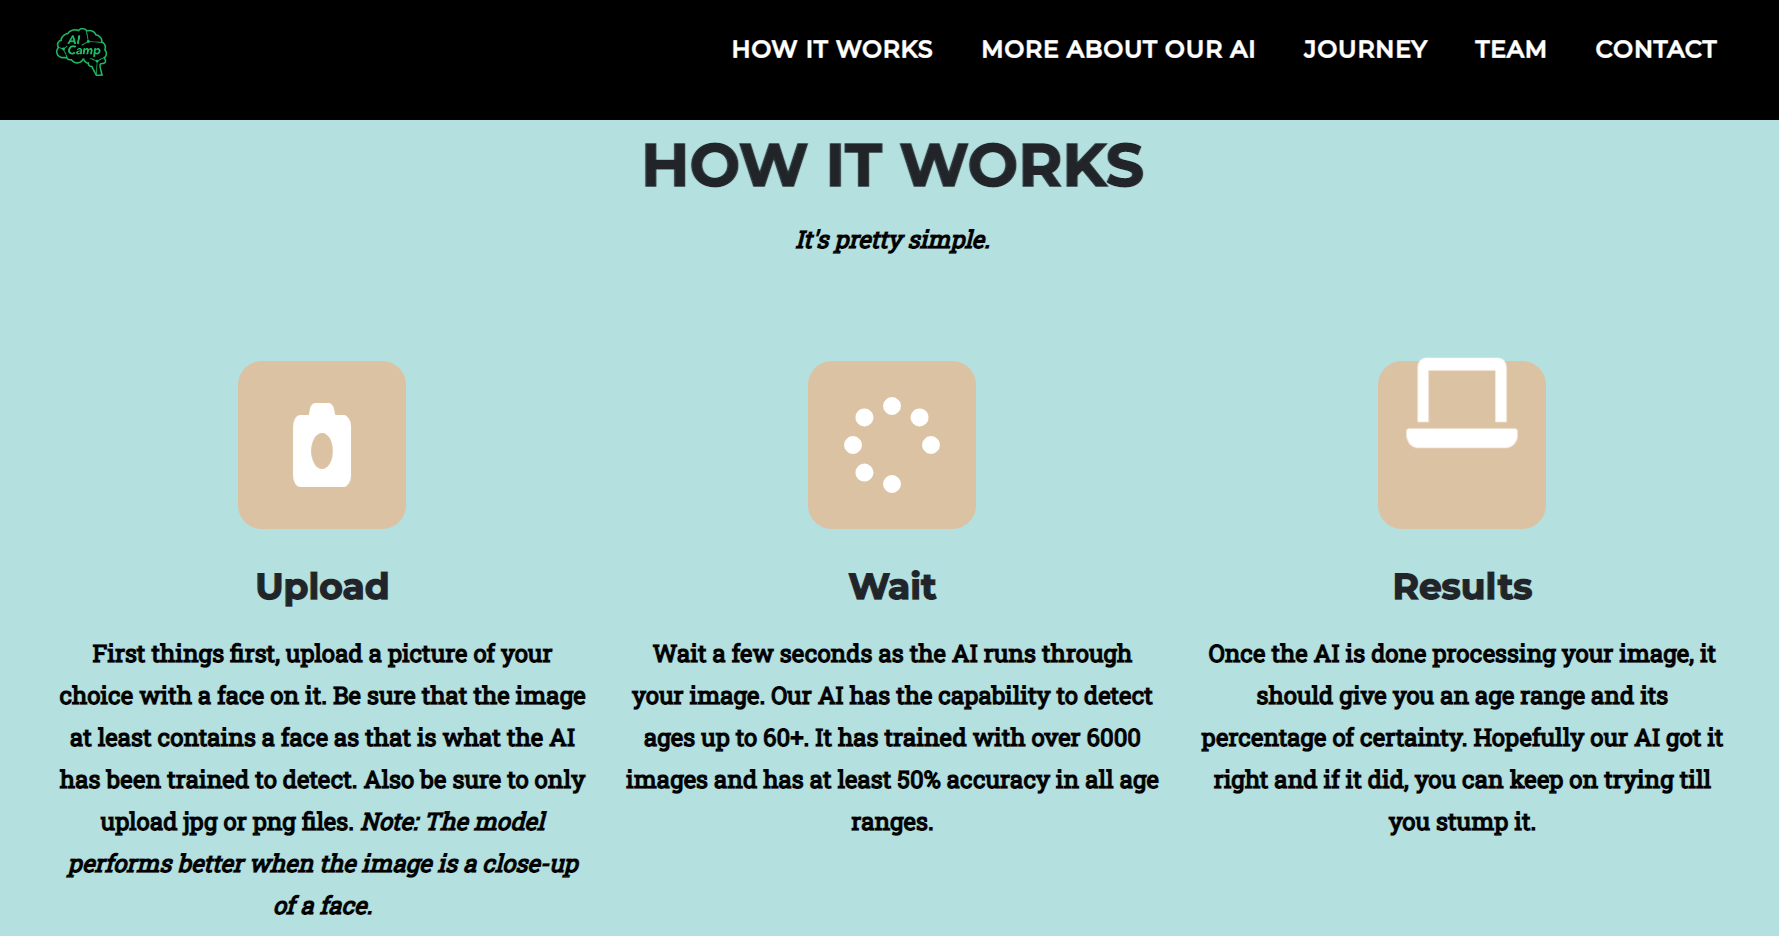 AI
Camp
HOW IT WORKS
MORE ABOUT OUR AI
JOURNEY
TEAM
CONTACT
HOW IT WORKS
It's pretty simple.
Upload
First things first, upload a picture of your
choice with a face on it. Be sure that the image
at least contains a face as that is what the AI
has been trained to detect. Also be sure to only
upload jpg or png files. Note: The model
performs better when the image is a close-up
of a face.
Wait
Wait a few seconds as the AI runs through
your image. Our AI has the capability to detect
ages up to 60+. It has trained with over 6000
images and has at least 50% accuracy in all age
ranges.
Results
Once the AI is done processing your image, it
should give you an age range and its
percentage of certainty. Hopefully our AI got it
right and if it did, you can keep on trying till
you stump it.